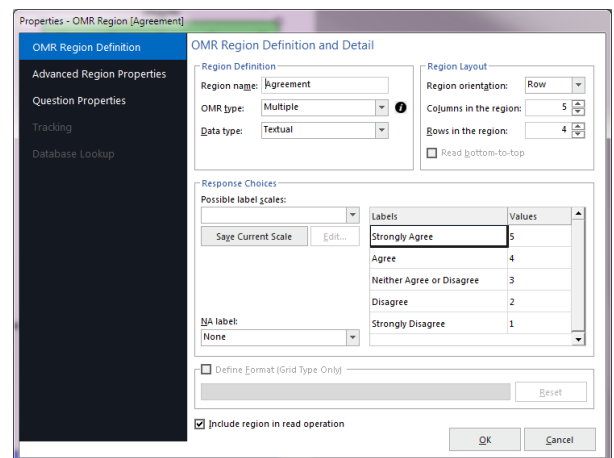 Properties - OMR Region [Agreement]
OMR Region Definition
Advanced Region Properties
Question Properties
Tracking
Database Lookup
OMR Region Definition and Detail
Region Definition
Region name: Agreement
OMR type: Multiple
Data type: Textual
Region Layout
Region orientation: Row
Columns in the region: 5
Rows in the region: 4
Read bottom-to-top
Response Choices
Possible label scales:
Save Current Scale Edit...
NA label:
None
Labels Values
Strongly Agree 5
Agree 4
Neither Agree or Disagree 3
Disagree 2
Strongly Disagree 1
Define Format (Grid Type Only)
Reset
Include region in read operation
OK Cancel